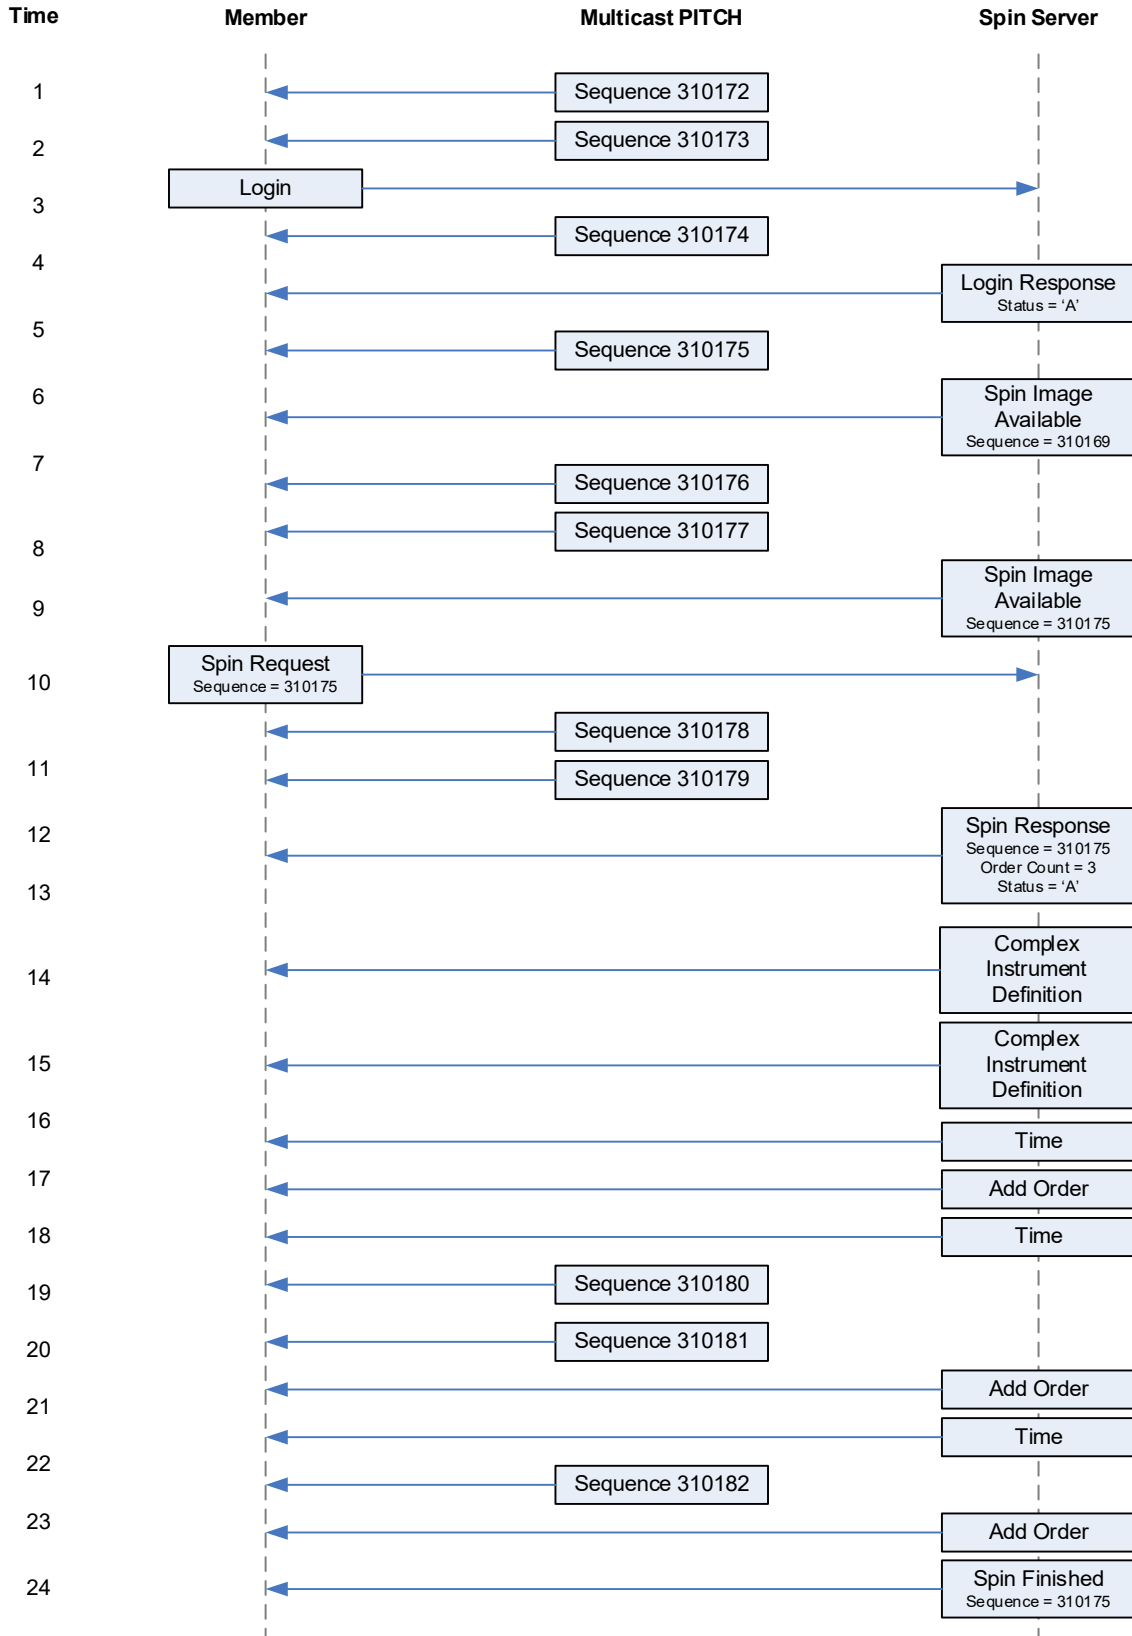 Time Member Multicast PITCH Spin Server
1 Sequence 310172
2 Sequence 310173
Login
3
Sequence 310174
4
Login Response
Status = ‘A’
5
Sequence 310175
6
Spin Image
Available
Sequence = 310169
7
Sequence 310176
Sequence 310177
8
Spin Image
Available
Sequence = 310175
9
Spin Request
Sequence = 310175
10
Sequence 310178
11
Sequence 310179
12
Spin Response
Sequence = 310175
Order Count = 3
Status = ‘A’
13
Complex
Instrument
Definition
14
Complex
Instrument
Definition
15
16
Time
17
Add Order
18
Time
19
Sequence 310180
20
Sequence 310181
Add Order
21
Time
22
Sequence 310182
23
Add Order
24
Spin Finished
Sequence = 310175